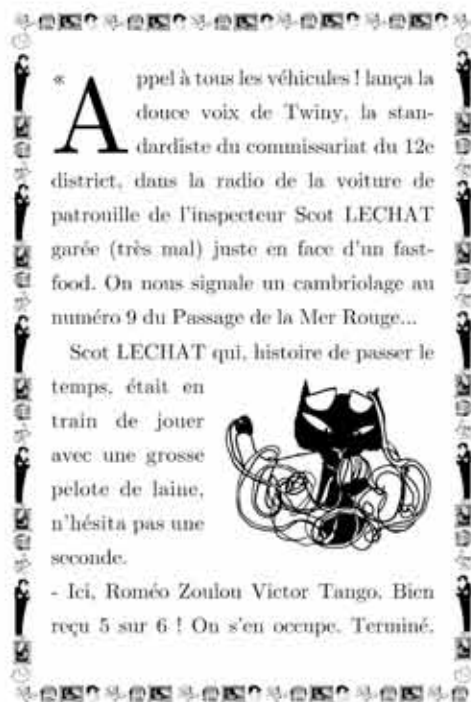 « Appel à tous les véhicules ! lança la
douce voix de Twiny, la stan-
dardiste du commissariat du 12e
district, dans la radio de la voiture de
patrouille de l'inspecteur Scot LECHAT
garée (très mal) juste en face d'un fast-
food. On nous signale un cambriolage au
numéro 9 du Passage de la Mer Rouge...
Scot LECHAT qui, histoire de passer le
temps, était en
train de jouer
avec une grosse
pelote de laine,
n'hésita pas une
seconde.
- Ici, Roméo Zoulou Victor Tango. Bien
reçu 5 sur 6 ! On s'en occupe. Terminé.